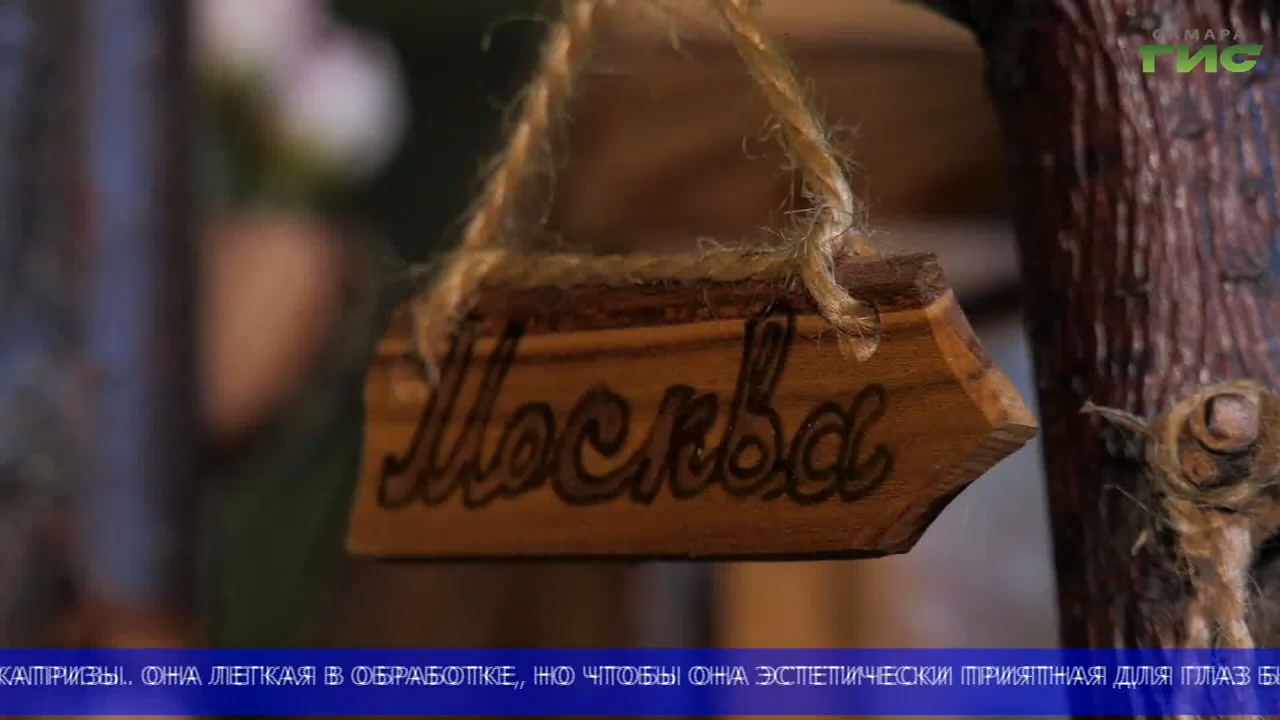 САМАРА
ГИС
Москва
КАПРИЗЫ. ОНА ЛЕГКАЯ В ОБРАБОТКЕ, НО ЧТОБЫ ОНА ЭСТЕТИЧЕСКИ ПРИЯТНАЯ ДЛЯ ГЛАЗ